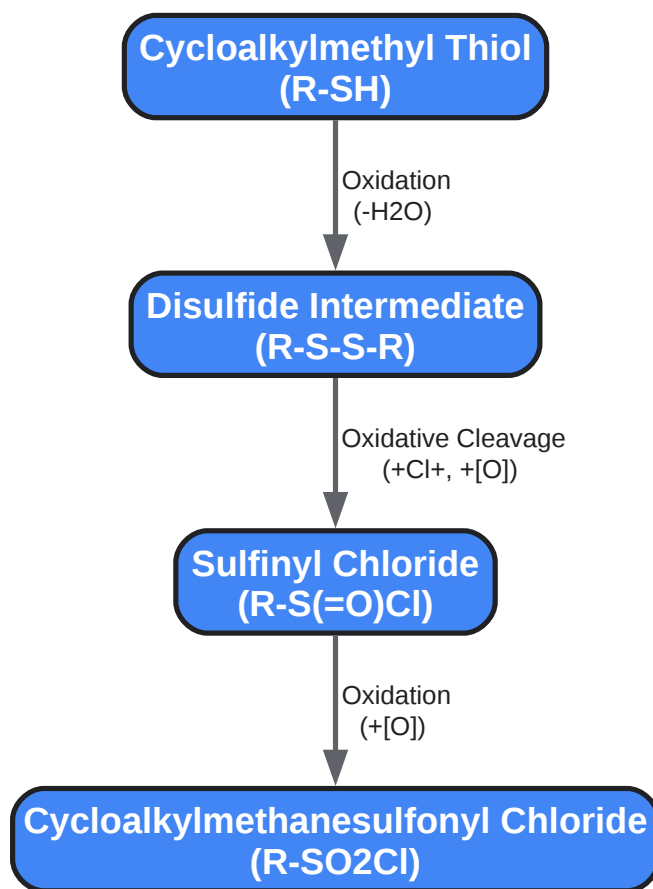 Cycloalkylmethyl Thiol
(R-SH)
Oxidation
(-H2O)
Disulfide Intermediate
(R-S-S-R)
Oxidative Cleavage
(+Cl+, +[O])
Sulfinyl Chloride
(R-S(=O)Cl)
Oxidation
(+[O])
Cycloalkylmethanesulfonyl Chloride
(R-SO2Cl)